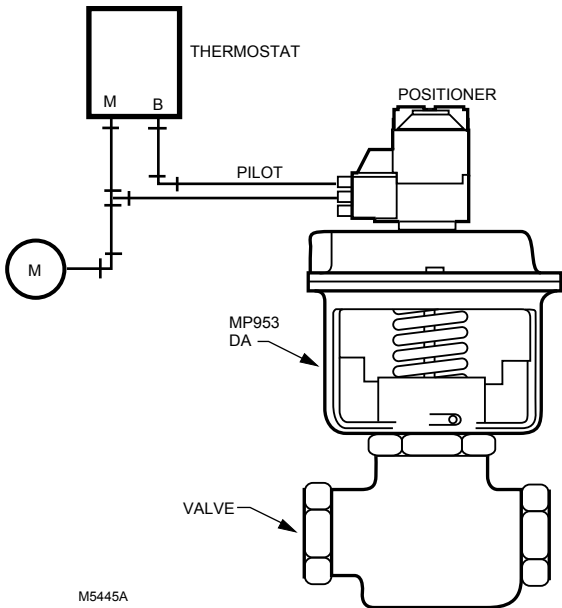 THERMOSTAT
M B
POSITIONER
PILOT
M
MP953
DA
VALVE
M5445A